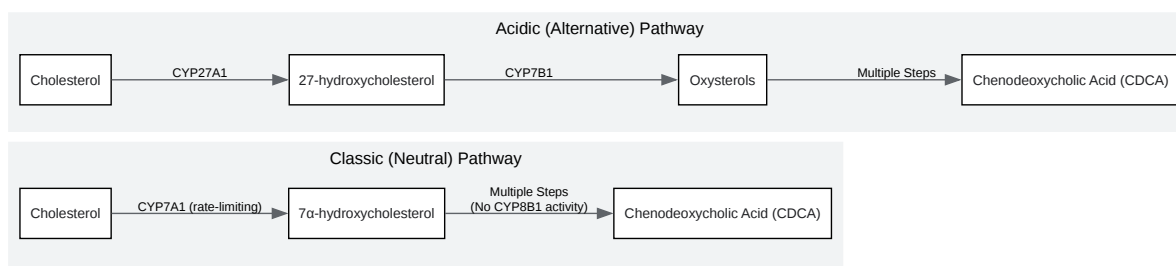 Acidic (Alternative) Pathway
Cholesterol
CYP27A1
27-hydroxycholesterol
CYP7B1
Oxysterols
Multiple Steps
Chenodeoxycholic Acid (CDCA)
Classic (Neutral) Pathway
Cholesterol
CYP7A1 (rate-limiting)
7α-hydroxycholesterol
Multiple Steps
(No CYP8B1 activity)
Chenodeoxycholic Acid (CDCA)